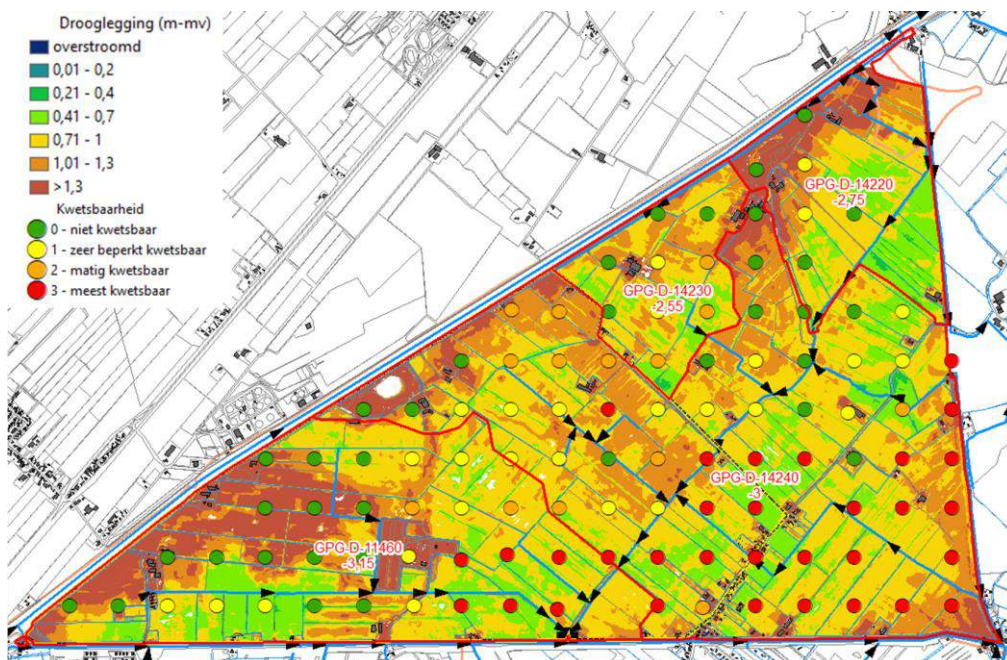 Drooglegging (m-mv)
overstroomd
0,01 - 0,2
0,21 - 0,4
0,41 - 0,7
0,71 - 1
1,01 - 1,3
>1,3
Kwetsbaarheid
0 - niet kwetsbaar
1 - zeer beperkt kwetsbaar
2 - matig kwetsbaar
3 - meest kwetsbaar
GPG-D-14220
-2,75
GPG-D-14230
-2,55
GPG-D-14240
-3
GPG-D-11460
-3,15